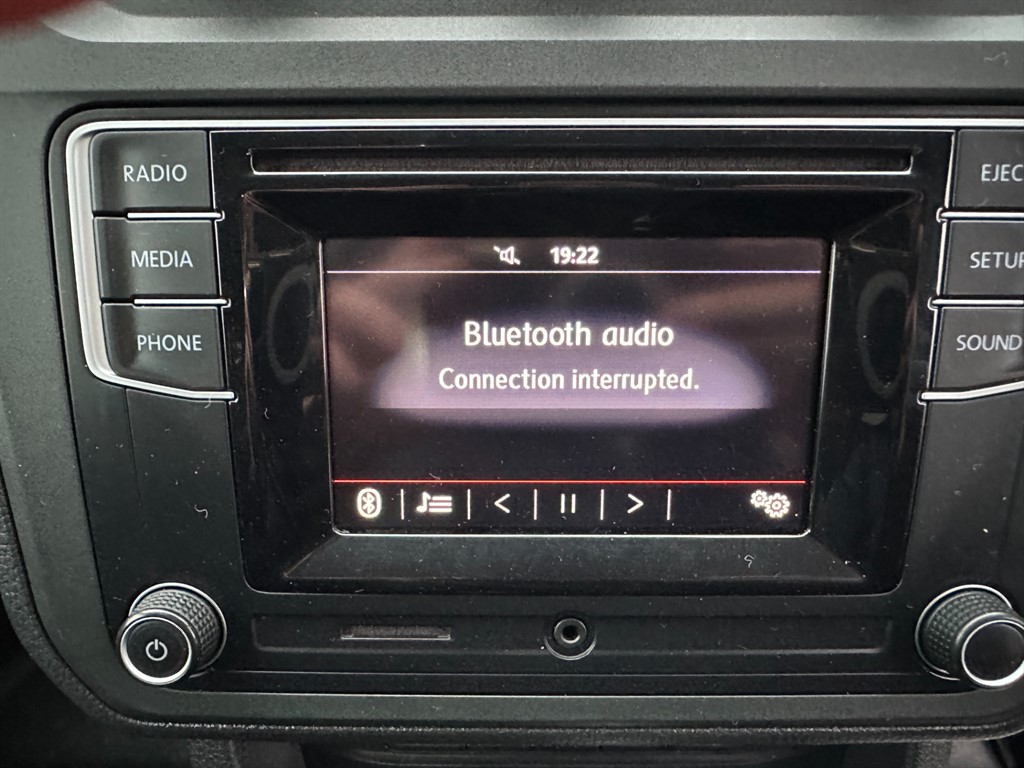 RADIO
MEDIA
PHONE
EJEC
SETUP
SOUND
19:22
Bluetooth audio
Connection interrupted.